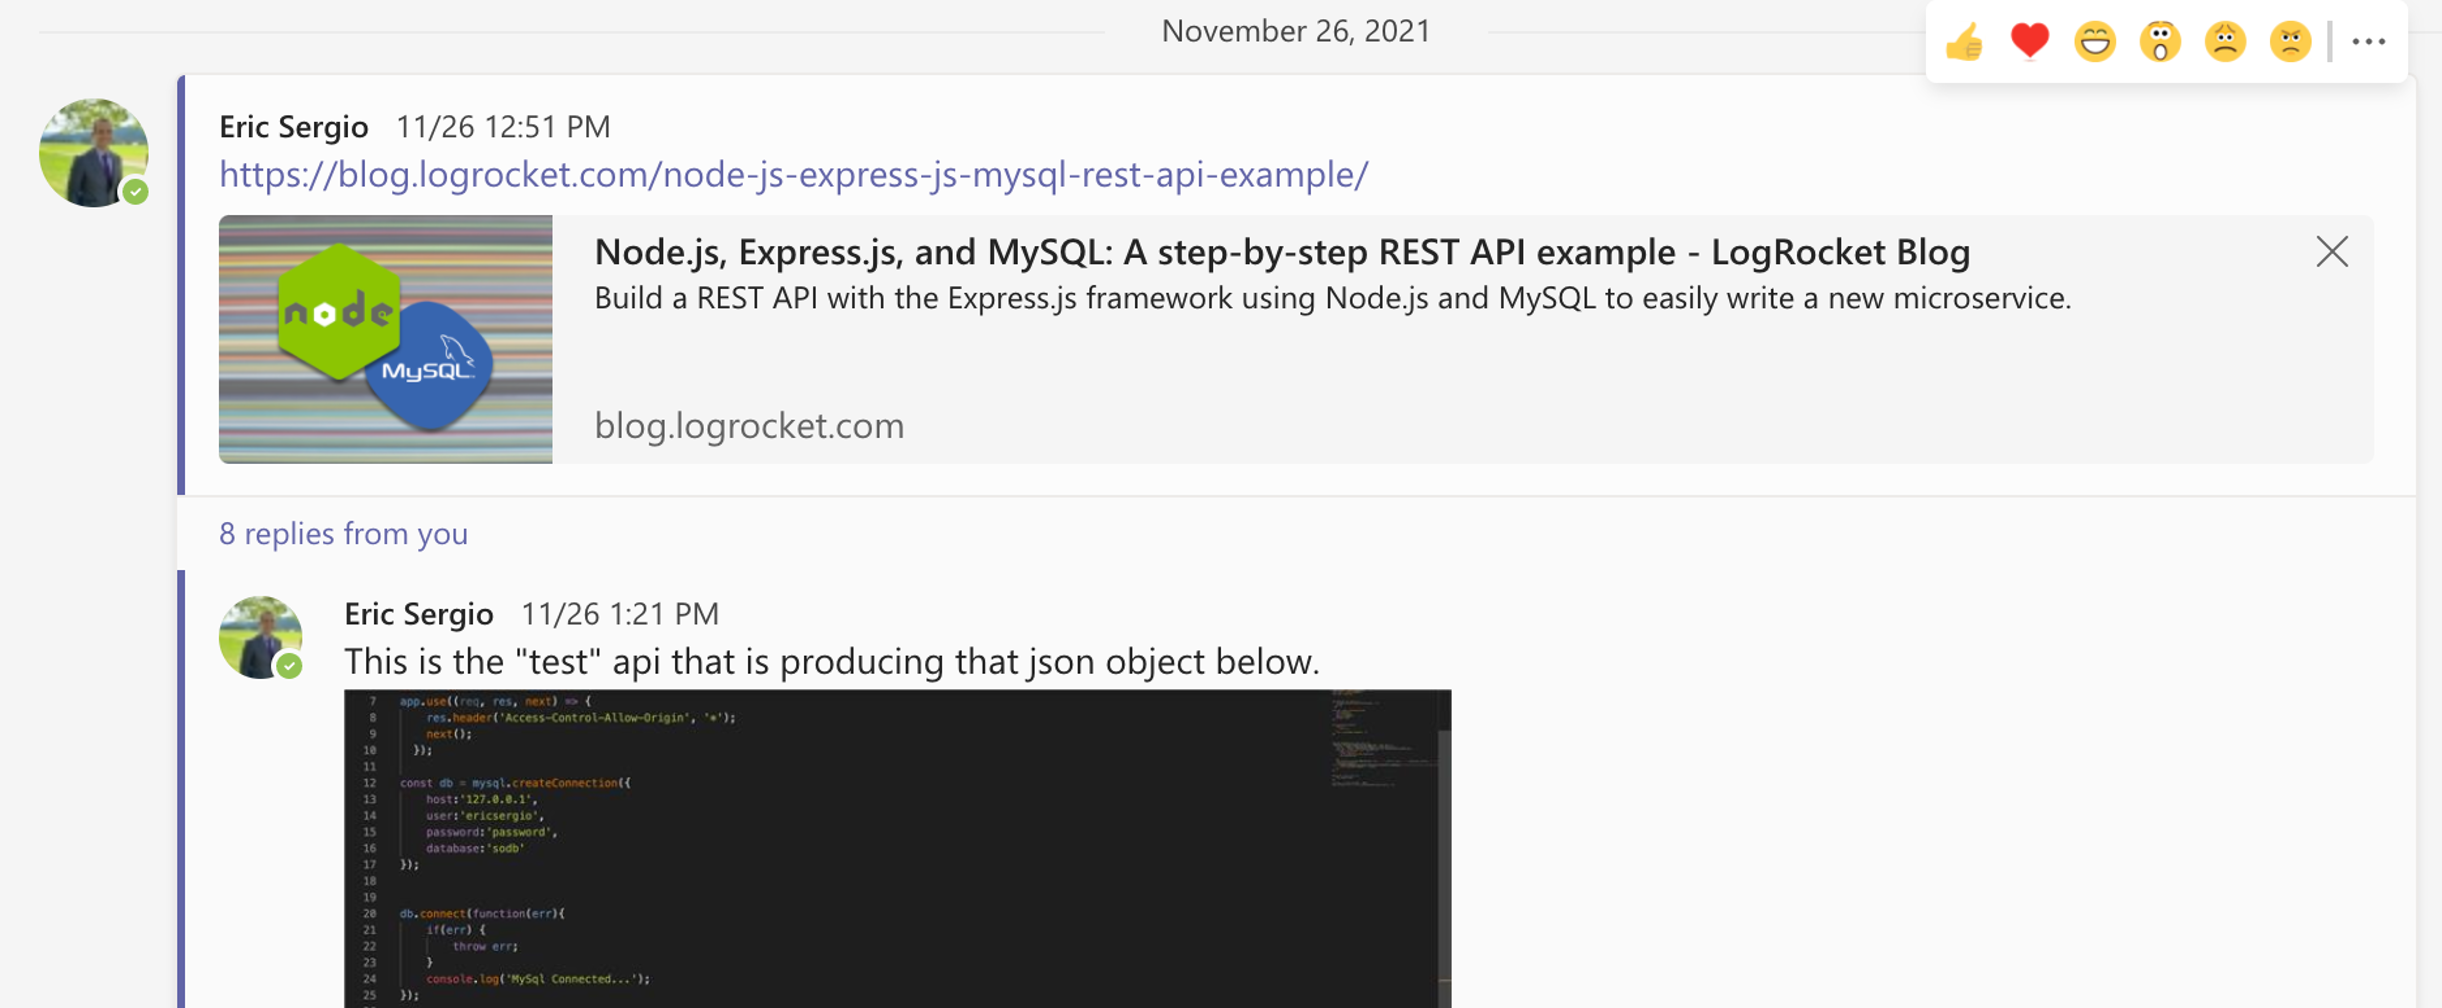 November 26, 2021
Eric Sergio 11/26 12:51 PM
https://blog.logrocket.com/node-js-express-js-mysql-rest-api-example/
node
MySQL
Node.js, Express.js, and MySQL: A step-by-step REST API example - LogRocket Blog
Build a REST API with the Express.js framework using Node.js and MySQL to easily write a new microservice.
blog.logrocket.com
8 replies from you
Eric Sergio 11/26 1:21 PM
This is the "test" api that is producing that json object below.
7 app.use((req, res, next) => {
8 res.header('Access-Control-Allow-Origin', '*');
9 next();
10 });
11
12 const db = mysql.createConnection({
13 host:'127.0.0.1',
14 user:'ericsergio',
15 password:'password',
16 database:'sodb'
17 });
18
19
20 db.connect(function(err){
21 if(err) {
22 throw err;
23 }
24 console.log('MySql Connected...');
25 });